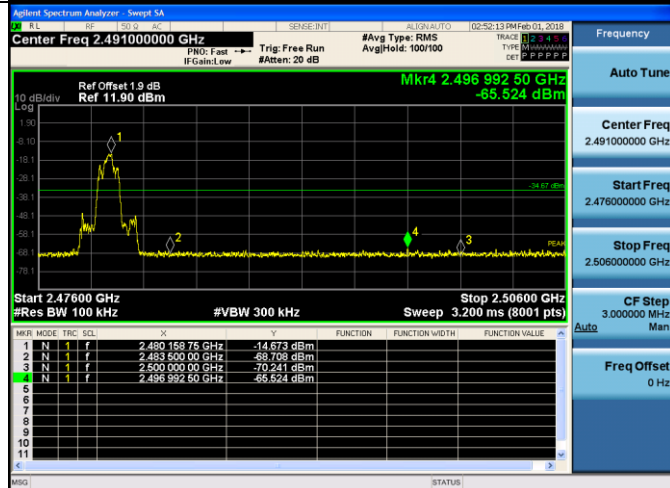 Agilent Spectrum Analyzer - Swept SA
RL RF 50 Ω AC SENSE:INT ALIGN AUTO 02:52:13 PM Feb 01, 2018
Center Freq 2.491000000 GHz
PNO: Fast
IFGain:Low
Trig: Free Run
#Atten: 20 dB
#Avg Type: RMS
Avg|Hold: 100/100
TRACE 1 2 3 4 5 6
TYPE M
DET P P P P P P
Frequency
Auto Tune
Center Freq
2.491000000 GHz
Start Freq
2.476000000 GHz
Stop Freq
2.506000000 GHz
CF Step
3.000000 MHz
Auto Man
Freq Offset
0 Hz
Ref Offset 1.9 dB
Ref 11.90 dBm
10 dB/div
Log
Mkr4 2.496 992 50 GHz
-65.524 dBm
1.90
-8.10
-18.1
-28.1
-38.1
-48.1
-58.1
-68.1
-78.1
1
2
3
4
-34.67 dBm
PEAK
Start 2.47600 GHz Stop 2.50600 GHz
#Res BW 100 kHz #VBW 300 kHz Sweep 3.200 ms (8001 pts)
MKR MODE TRC SCL X Y FUNCTION FUNCTION WIDTH FUNCTION VALUE
1 N 1 f 2.480 158 75 GHz -14.673 dBm
2 N 1 f 2.483 500 00 GHz -68.708 dBm
3 N 1 f 2.500 000 00 GHz -70.241 dBm
4 N 1 f 2.496 992 50 GHz -65.524 dBm
5
6
7
8
9
10
11
MSG STATUS